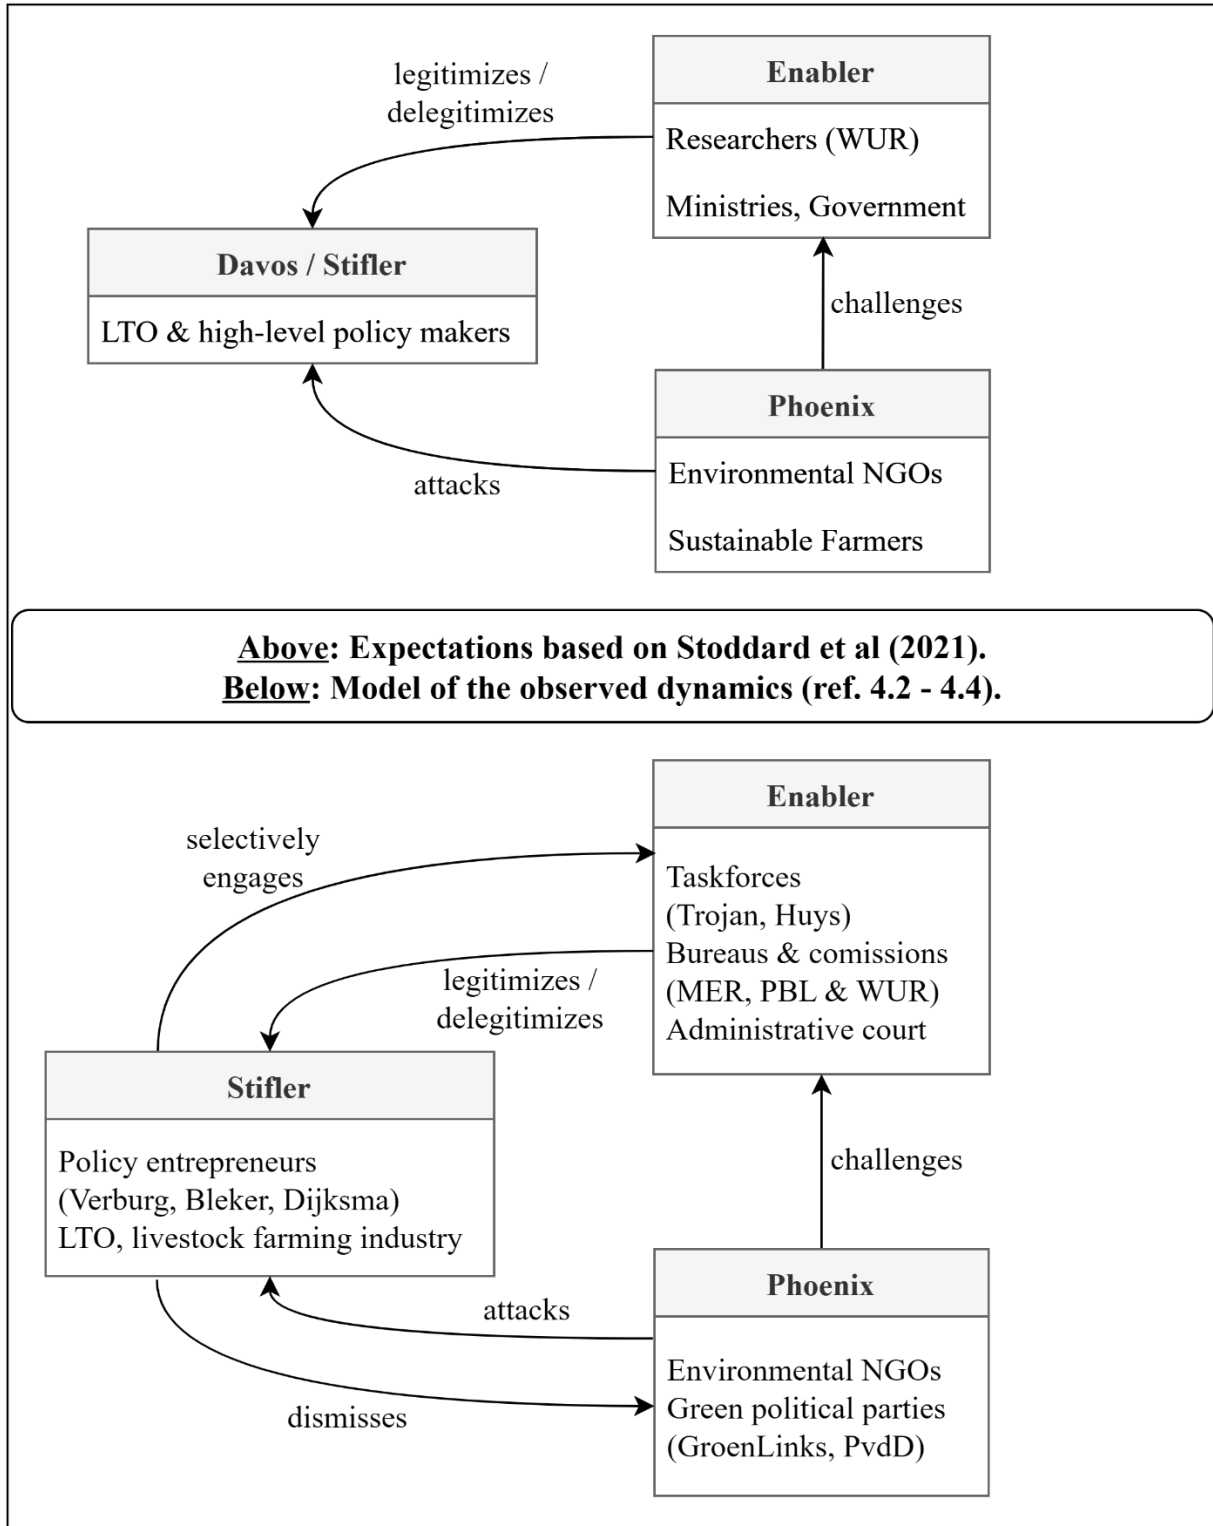 Enabler
legitimizes /
delegitimizes
Researchers (WUR)
Ministries, Government
Davos / Stifler
LTO & high-level policy makers
challenges
Phoenix
attacks
Environmental NGOs
Sustainable Farmers
Above: Expectations based on Stoddard et al (2021).
Below: Model of the observed dynamics (ref. 4.2 - 4.4).
Enabler
selectively
engages
Taskforces
(Trojan, Huys)
Bureaus & comissions
(MER, PBL & WUR)
Administrative court
legitimizes /
delegitimizes
Stifler
Policy entrepreneurs
(Verburg, Bleker, Dijksma)
LTO, livestock farming industry
challenges
Phoenix
attacks
Environmental NGOs
Green political parties
(GroenLinks, PvdD)
dismisses